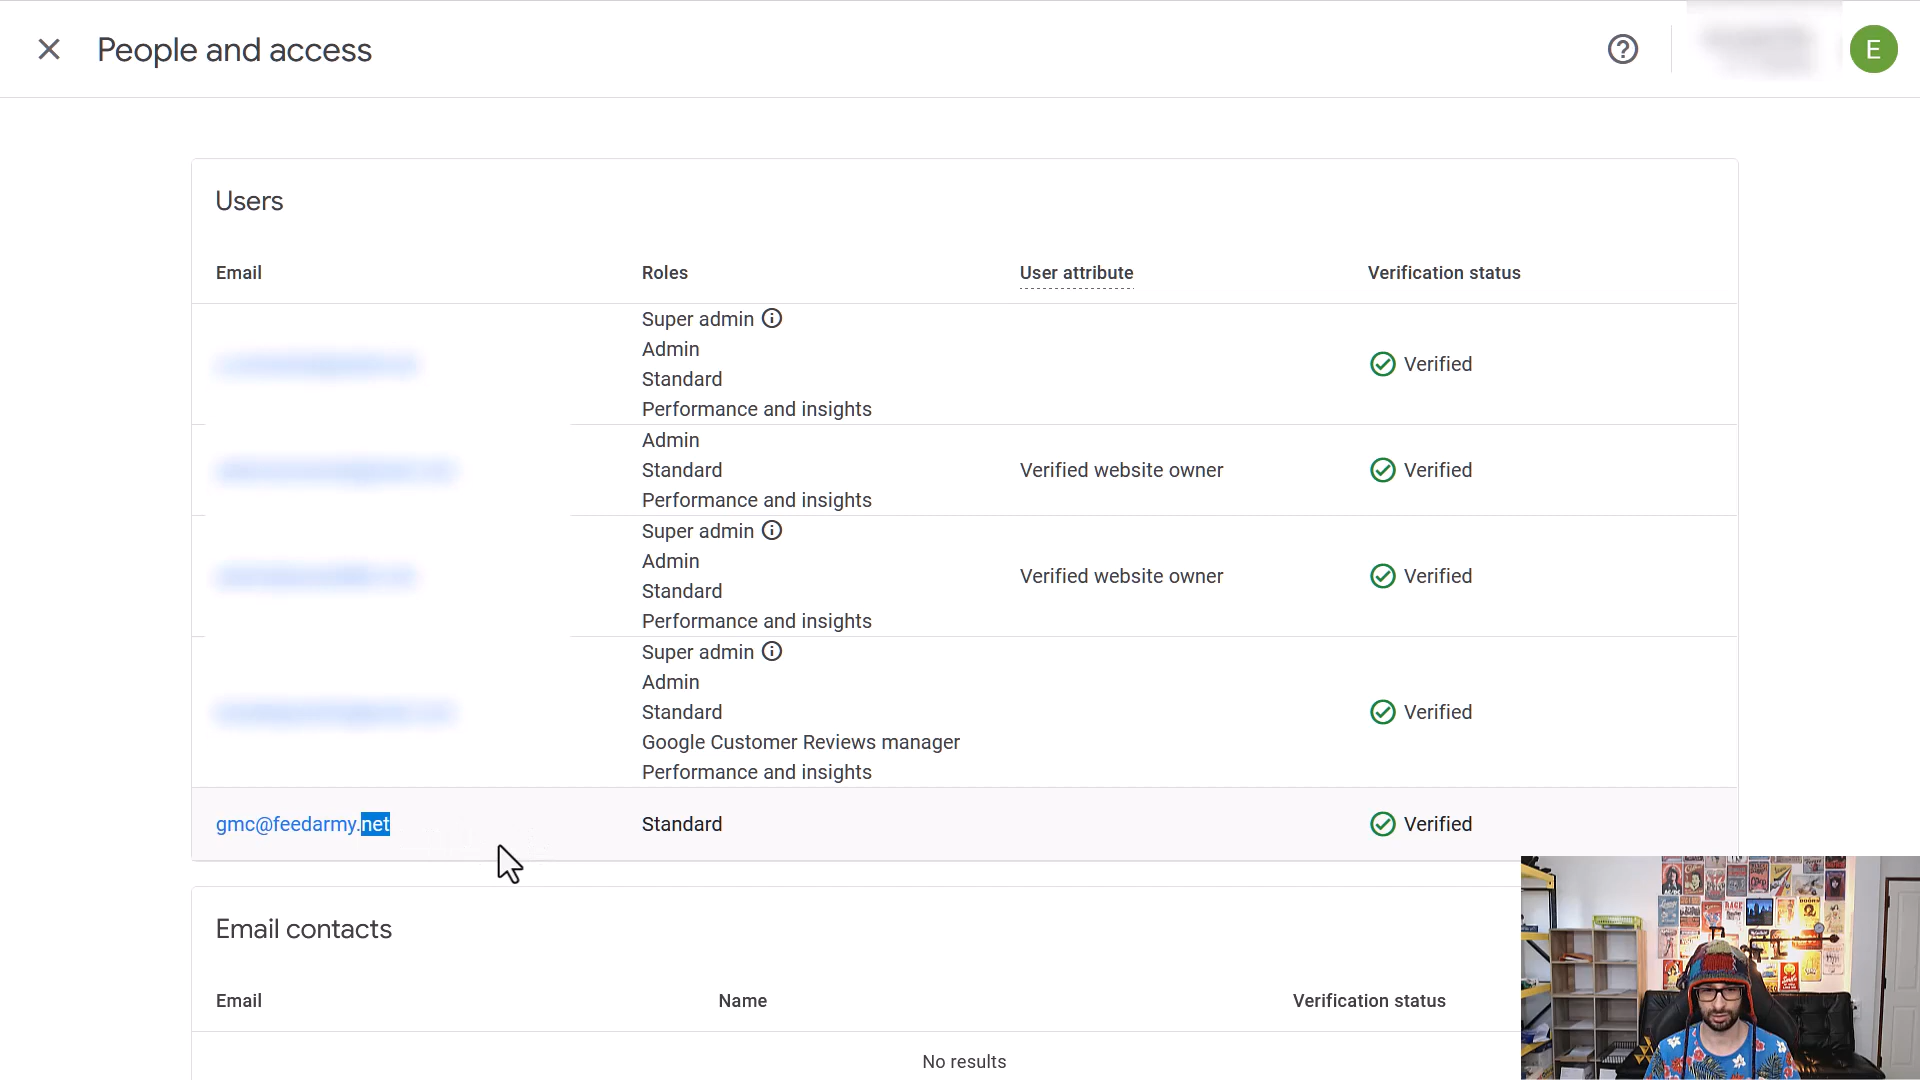 People and access
E
Users
Email Roles User attribute Verification status
Super admin
Admin
Standard
Performance and insights
Verified
Admin
Standard
Performance and insights
Verified website owner
Verified
Super admin
Admin
Standard
Performance and insights
Verified website owner
Verified
Super admin
Admin
Standard
Google Customer Reviews manager
Performance and insights
Verified
gmc@feedarmy.net Standard Verified
Email contacts
Email Name Verification status
No results